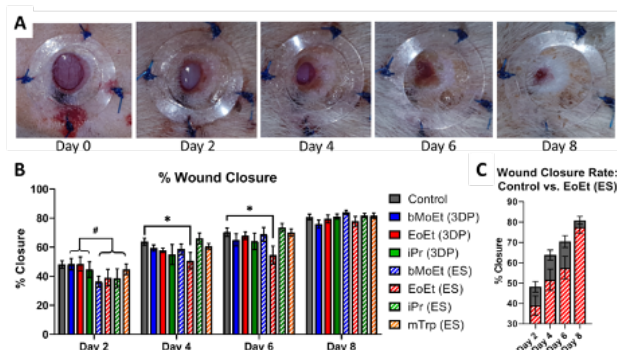 A
Day 0
Day 2
Day 4
Day 6
Day 8
B
% Wound Closure
% Closure
100
80
60
40
20
0
#
*
*
Day 2
Day 4
Day 6
Day 8
Control
bMoEt (3DP)
EoEt (3DP)
iPr (3DP)
bMoEt (ES)
EoEt (ES)
iPr (ES)
mTrp (ES)
C
Wound Closure Rate:
Control vs. EoEt (ES)
% Closure
90
80
70
60
50
40
30
Day 2
Day 4
Day 6
Day 8